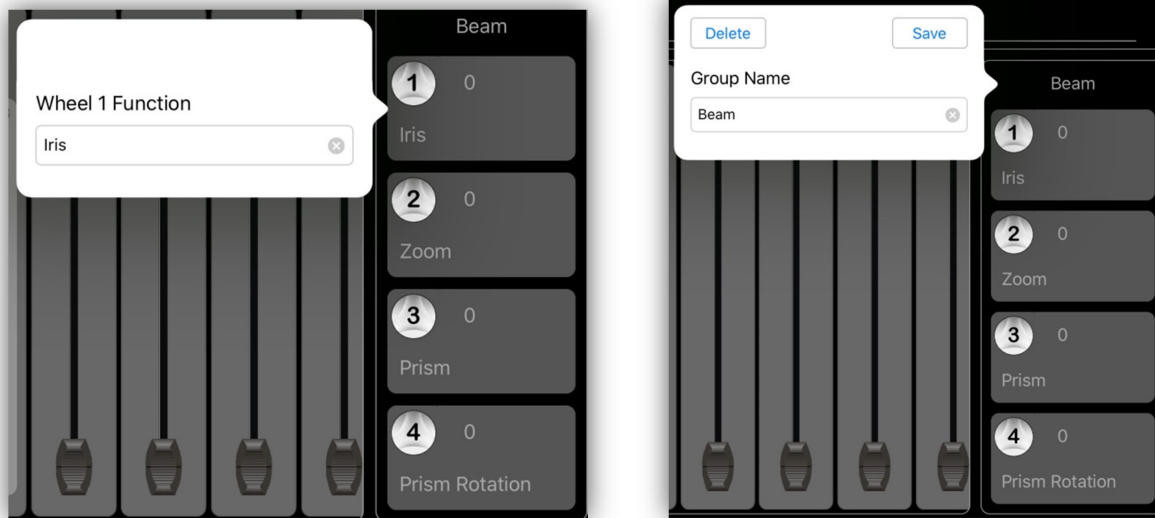 Beam
1 0
Iris
2 0
Zoom
3 0
Prism
4 0
Prism Rotation
Wheel 1 Function
Iris
Delete Save
Group Name
Beam
Beam
1 0
Iris
2 0
Zoom
3 0
Prism
4 0
Prism Rotation